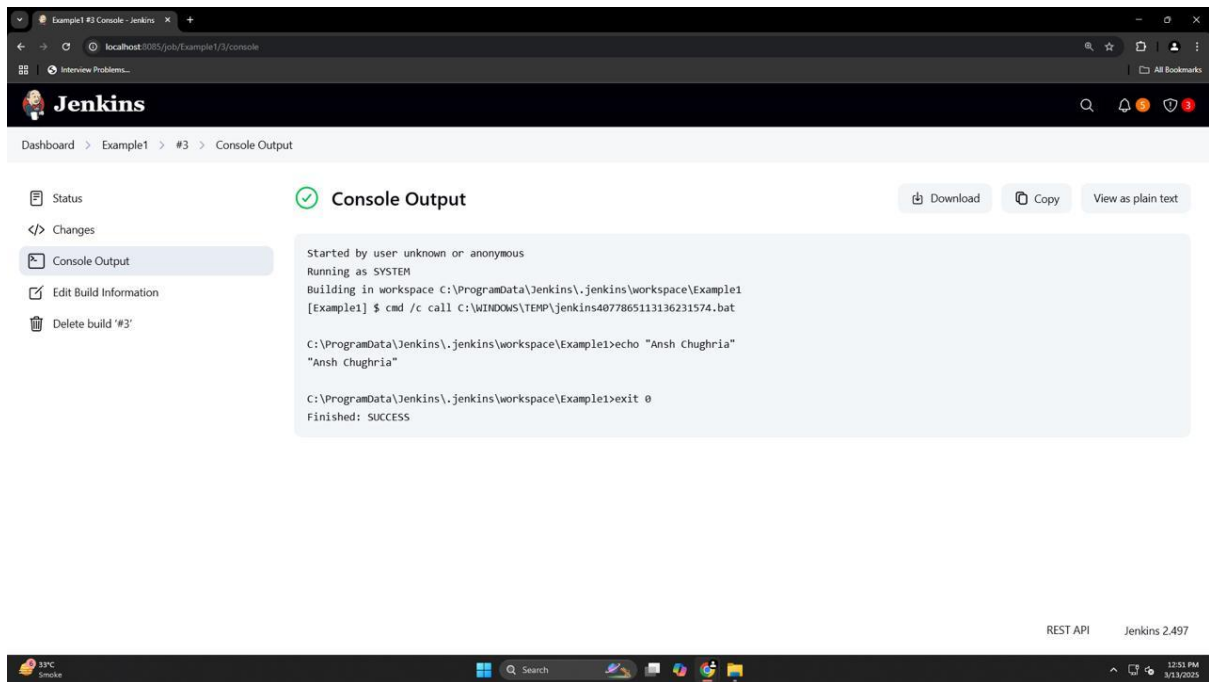 Example1 #3 Console - Jenkins
localhost:8085/job/Example1/3/console
Interview Problems...
All Bookmarks
Jenkins
5
3
Dashboard > Example1 > #3 > Console Output
Status
Changes
Console Output
Edit Build Information
Delete build '#3'
Console Output
Download
Copy
View as plain text
Started by user unknown or anonymous
Running as SYSTEM
Building in workspace C:\ProgramData\Jenkins\.jenkins\workspace\Example1
[Example1] $ cmd /c call C:\WINDOWS\TEMP\jenkins4077865113136231574.bat
C:\ProgramData\Jenkins\.jenkins\workspace\Example1>echo "Ansh Chughria"
"Ansh Chughria"
C:\ProgramData\Jenkins\.jenkins\workspace\Example1>exit 0
Finished: SUCCESS
REST API
Jenkins 2.497
33°C
Smoke
Search
12:51 PM
3/13/2025